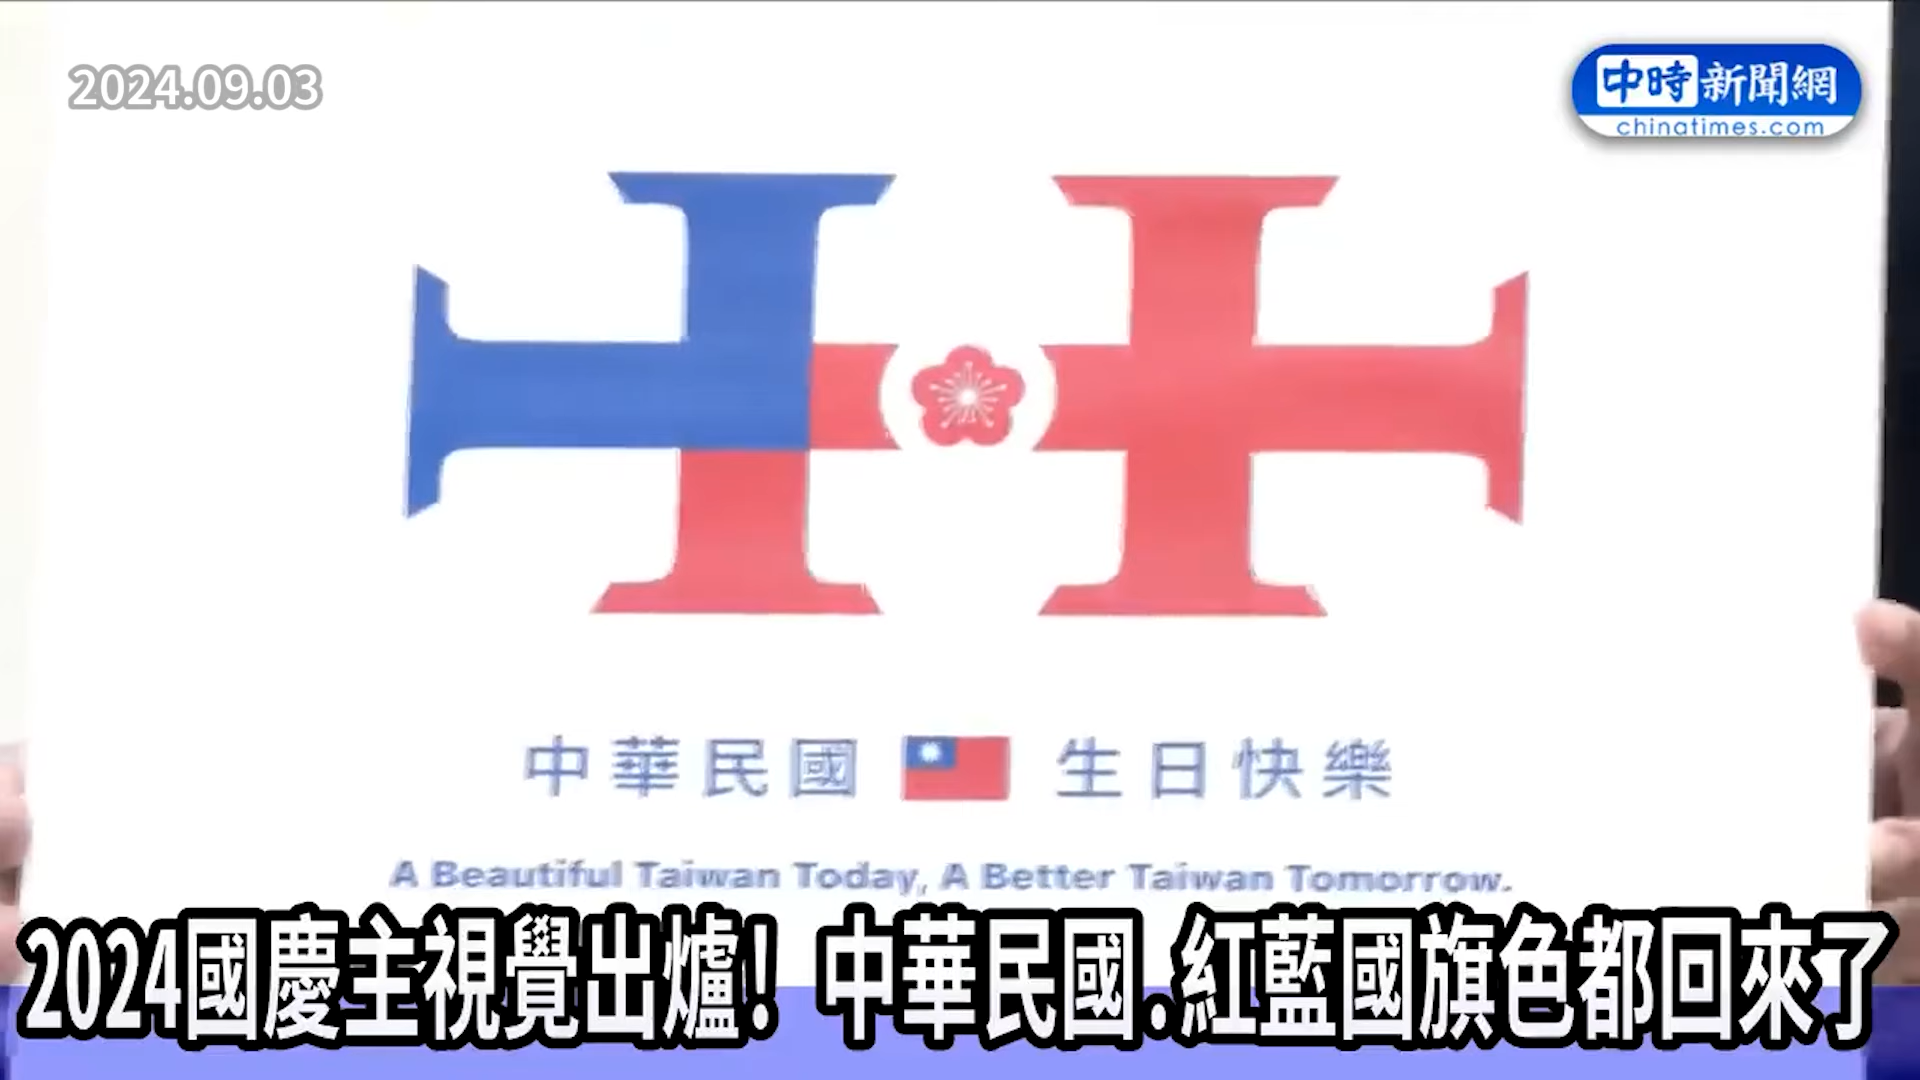 2024.09.03
中時新聞網
chinatimes.com
中華民國 生日快樂
A Beautiful Taiwan Today, A Better Taiwan Tomorrow.
2024國慶主視覺出爐! 中華民國.紅藍國旗色都回來了